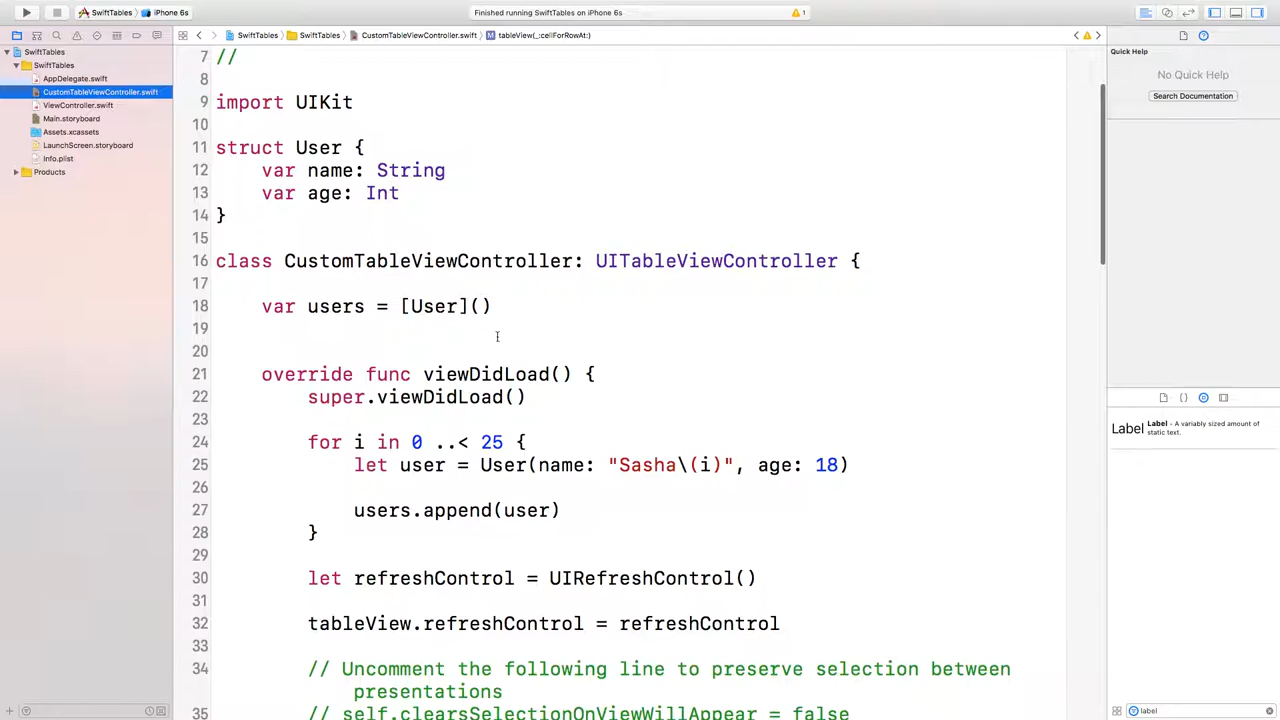 SwiftTables
iPhone 6s
Finished running SwiftTables on iPhone 6s
1
SwiftTables
SwiftTables
CustomTableViewController.swift
tableView(_:cellForRowAt:)
SwiftTables
SwiftTables
AppDelegate.swift
CustomTableViewController.swift
ViewController.swift
Main.storyboard
Assets.xcassets
LaunchScreen.storyboard
Info.plist
Products
7 //
8
9 import UIKit
10
11 struct User {
12 var name: String
13 var age: Int
14 }
15
16 class CustomTableViewController: UITableViewController {
17
18 var users = [User]()
19
20
21 override func viewDidLoad() {
22 super.viewDidLoad()
23
24 for i in 0 ..< 25 {
25 let user = User(name: "Sasha\(i)", age: 18)
26
27 users.append(user)
28 }
29
30 let refreshControl = UIRefreshControl()
31
32 tableView.refreshControl = refreshControl
33
34 // Uncomment the following line to preserve selection between
presentations
35 // self.clearsSelectionOnViewWillAppear = false
Quick Help
No Quick Help
Search Documentation
Label
Label - A variably sized amount of
static text.
label